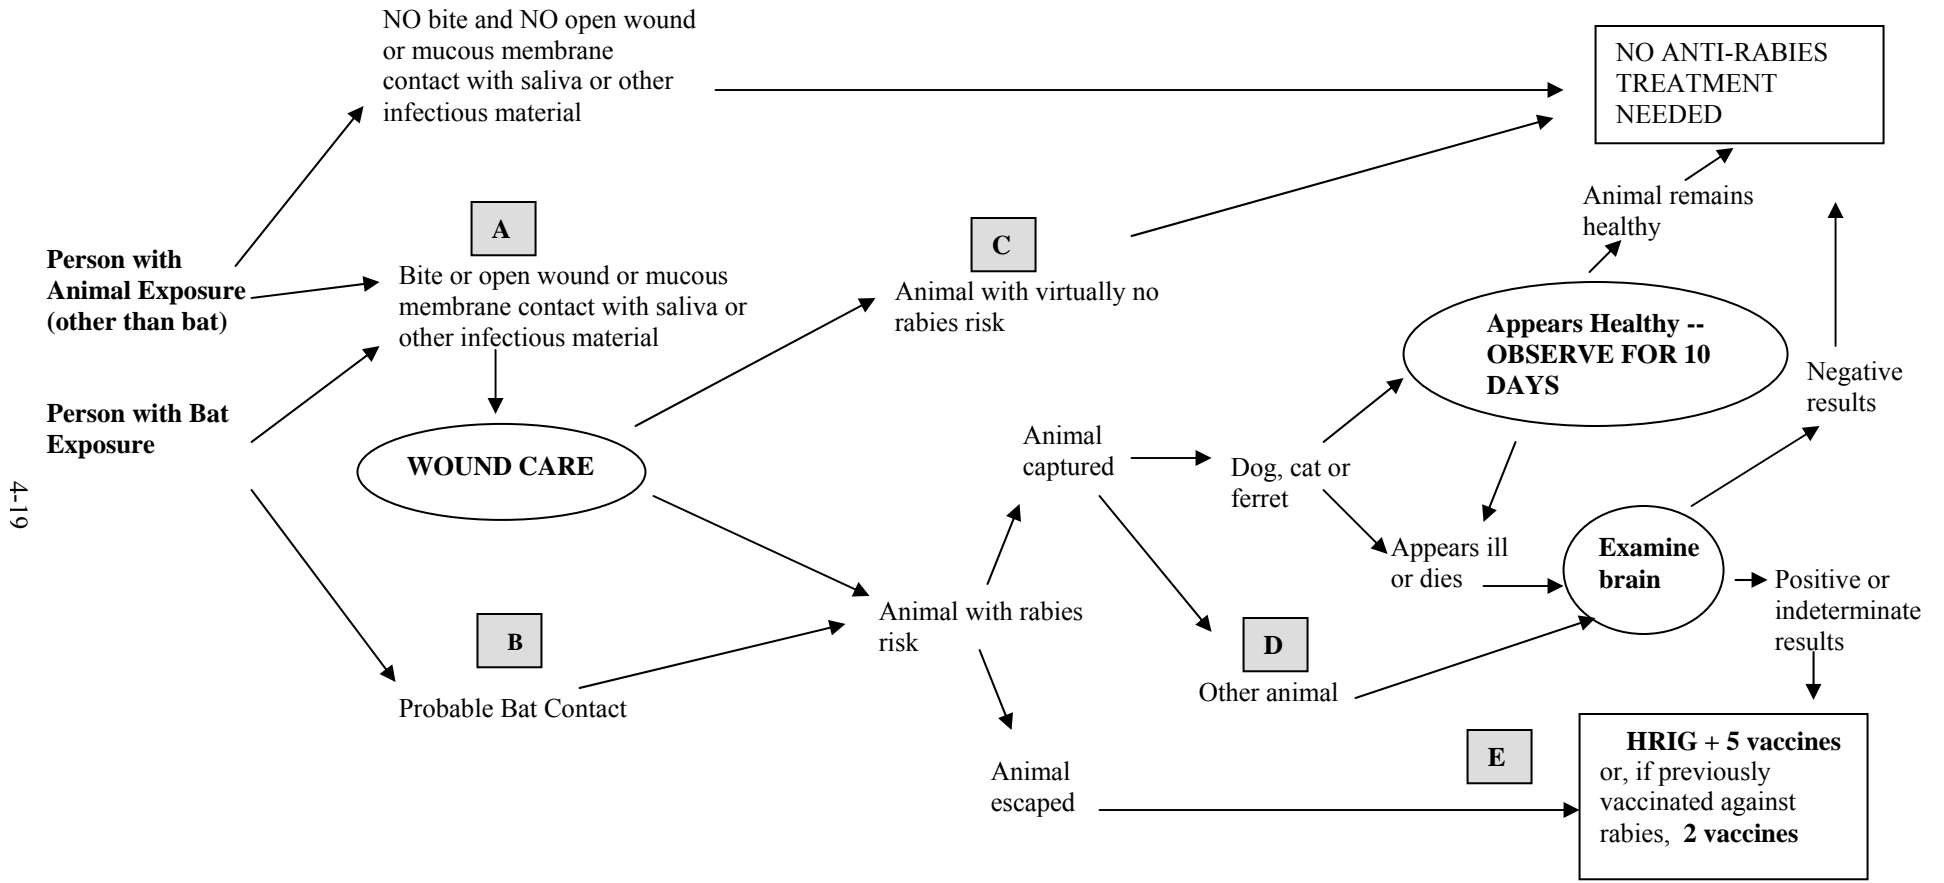 NO bite and NO open wound
or mucous membrane
contact with saliva or other
infectious material
NO ANTI-RABIES
TREATMENT
NEEDED
Animal remains
healthy
A
C
Person with
Animal Exposure
(other than bat)
Bite or open wound or mucous
membrane contact with saliva or
other infectious material
Animal with virtually no
rabies risk
Appears Healthy --
OBSERVE FOR 10
DAYS
Negative
results
Person with Bat
Exposure
WOUND CARE
Animal
captured
Dog, cat or
ferret
4-19
Appears ill
or dies
Examine
brain
Positive or
indeterminate
results
Animal with rabies
risk
B
D
Probable Bat Contact
Other animal
E
Animal
escaped
HRIG + 5 vaccines
or, if previously
vaccinated against
rabies, 2 vaccines